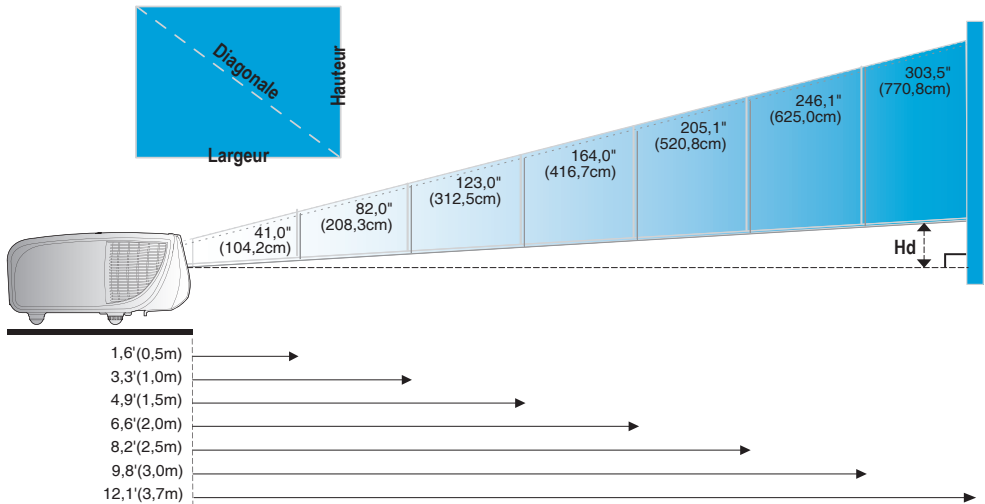 Diagonale
Hauteur
Largeur
41,0"
(104,2cm)
82,0"
(208,3cm)
123,0"
(312,5cm)
164,0"
(416,7cm)
205,1"
(520,8cm)
246,1"
(625,0cm)
303,5"
(770,8cm)
Hd
1,6'(0,5m)
3,3'(1,0m)
4,9'(1,5m)
6,6'(2,0m)
8,2'(2,5m)
9,8'(3,0m)
12,1'(3,7m)